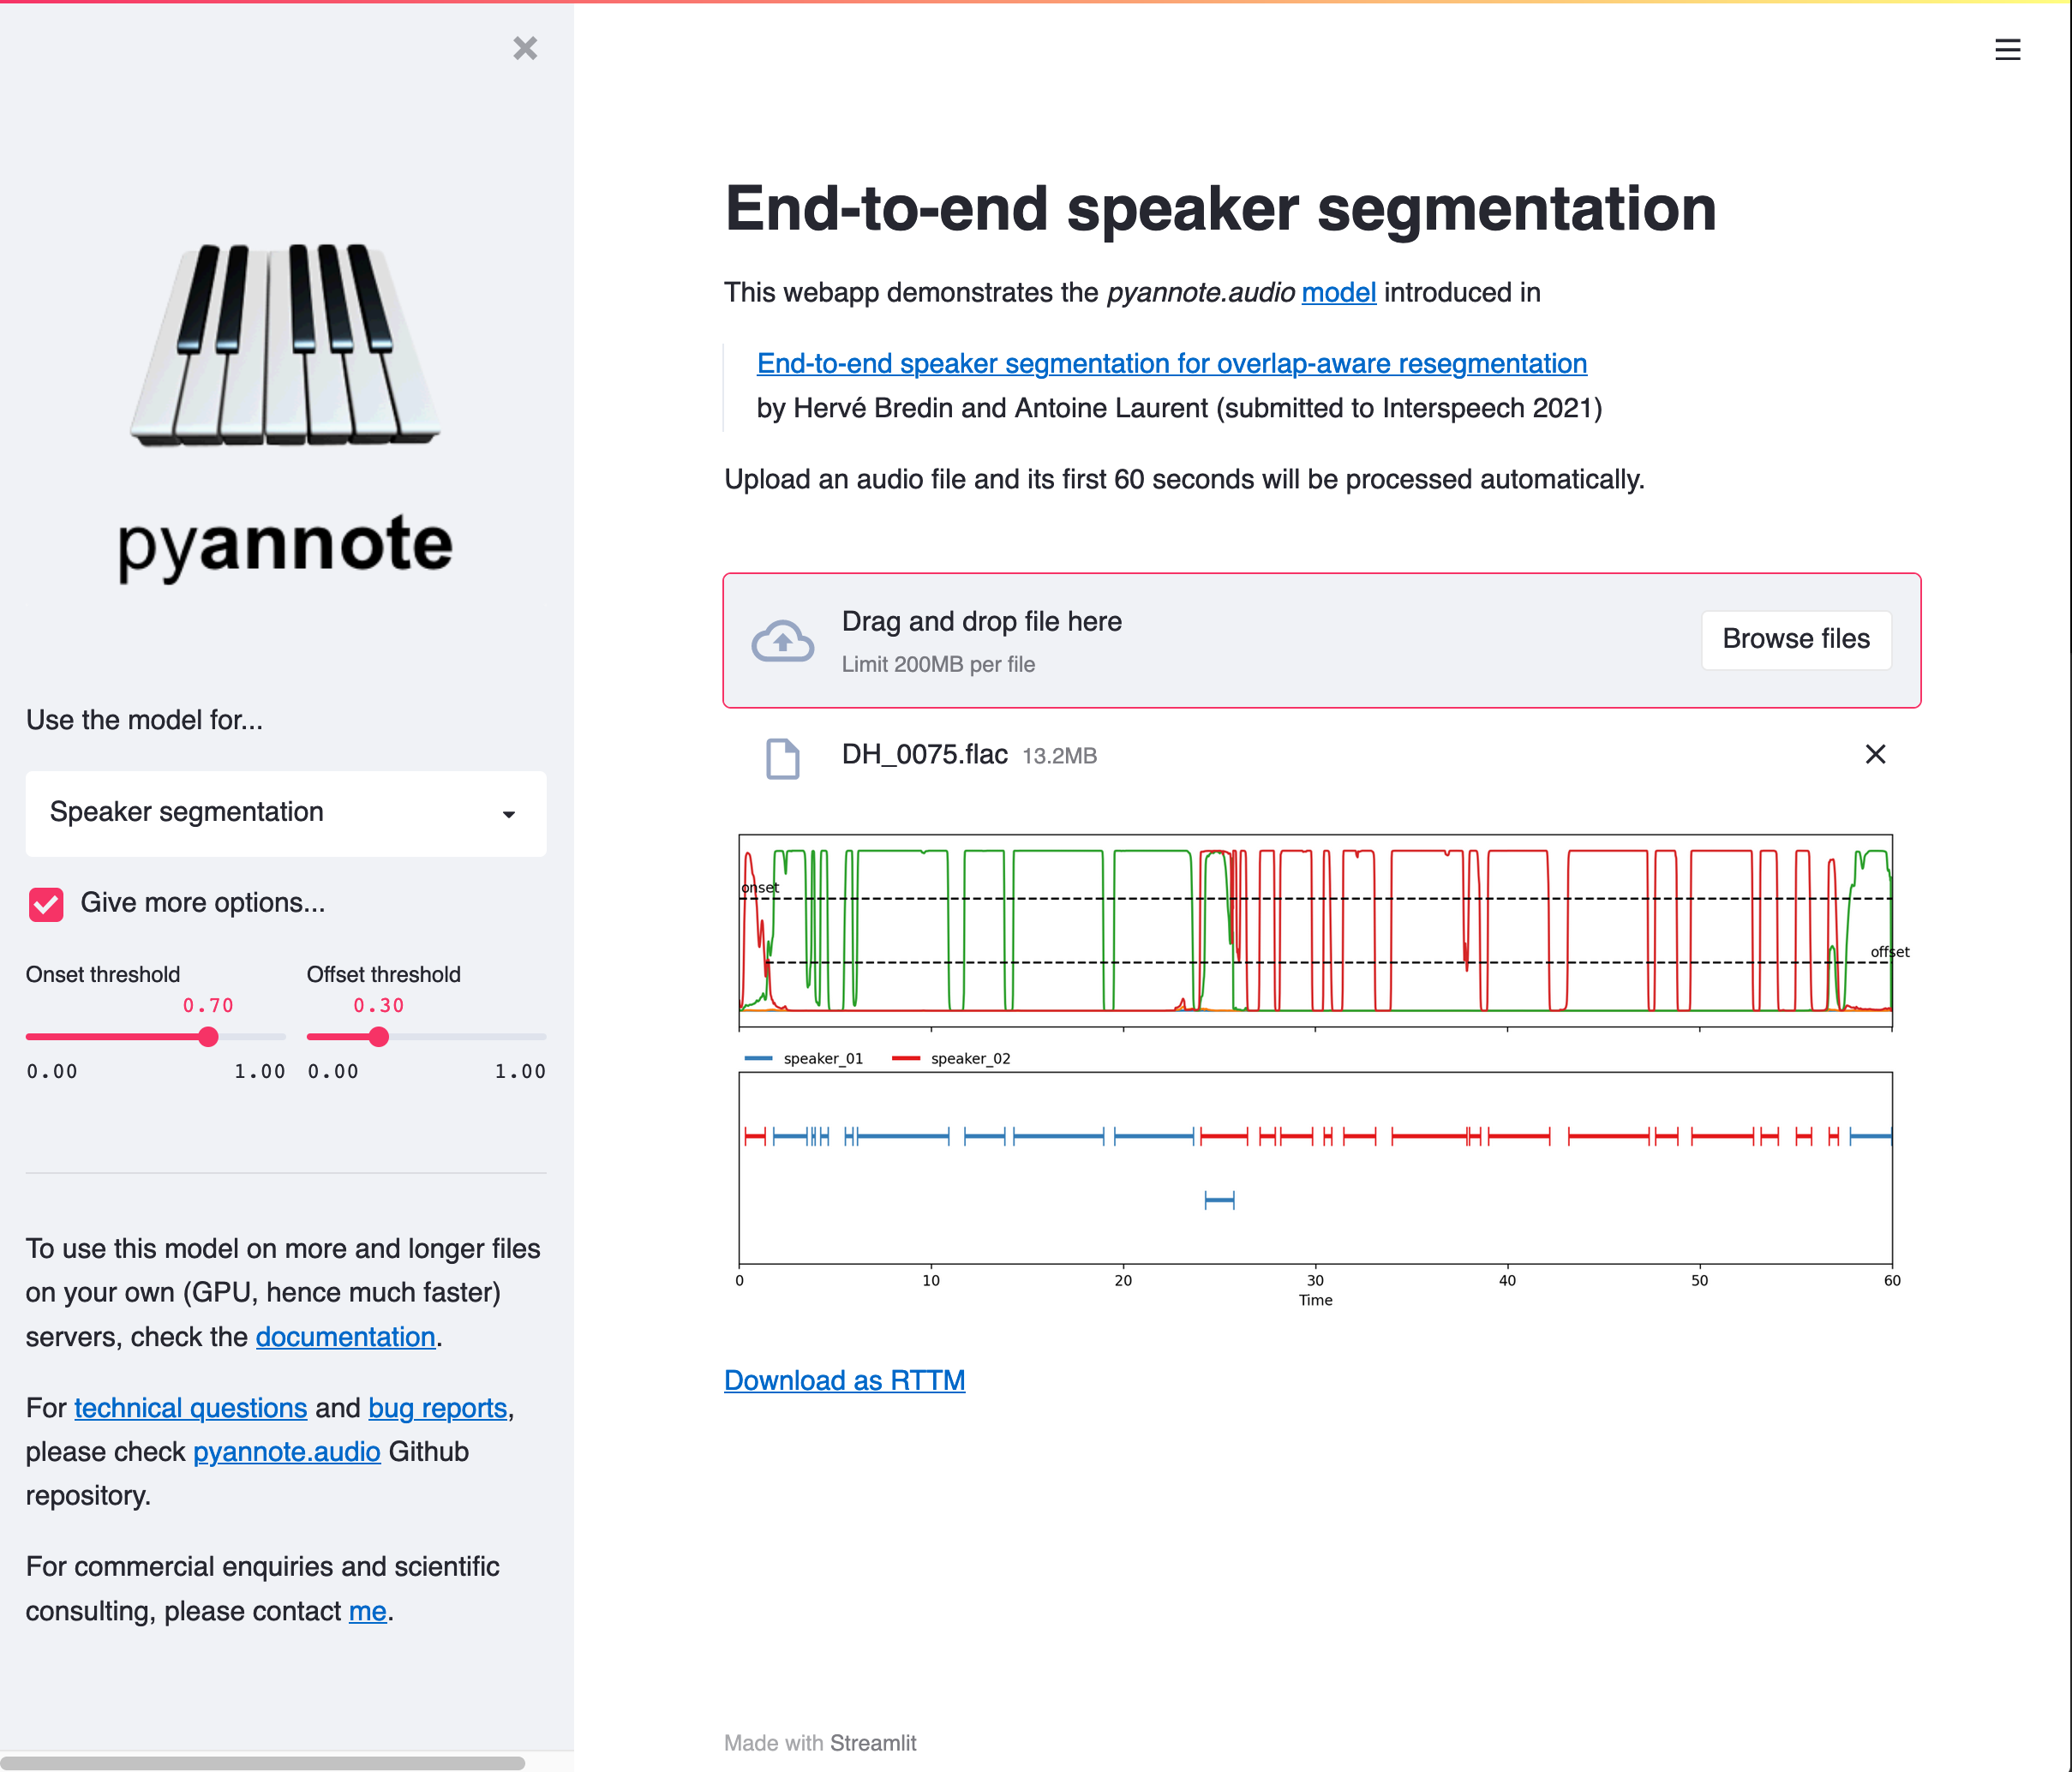 pyannote
Use the model for...
Speaker segmentation
Give more options...
Onset threshold
0.70
0.00 1.00
Offset threshold
0.30
0.00 1.00
To use this model on more and longer files
on your own (GPU, hence much faster)
servers, check the documentation.
For technical questions and bug reports,
please check pyannote.audio Github
repository.
For commercial enquiries and scientific
consulting, please contact me.
End-to-end speaker segmentation
This webapp demonstrates the pyannote.audio model introduced in
End-to-end speaker segmentation for overlap-aware resegmentation
by Hervé Bredin and Antoine Laurent (submitted to Interspeech 2021)
Upload an audio file and its first 60 seconds will be processed automatically.
Drag and drop file here
Limit 200MB per file
Browse files
DH_0075.flac 13.2MB
onset
offset
speaker_01 speaker_02
0 10 20 30 40 50 60
Time
Download as RTTM
Made with Streamlit